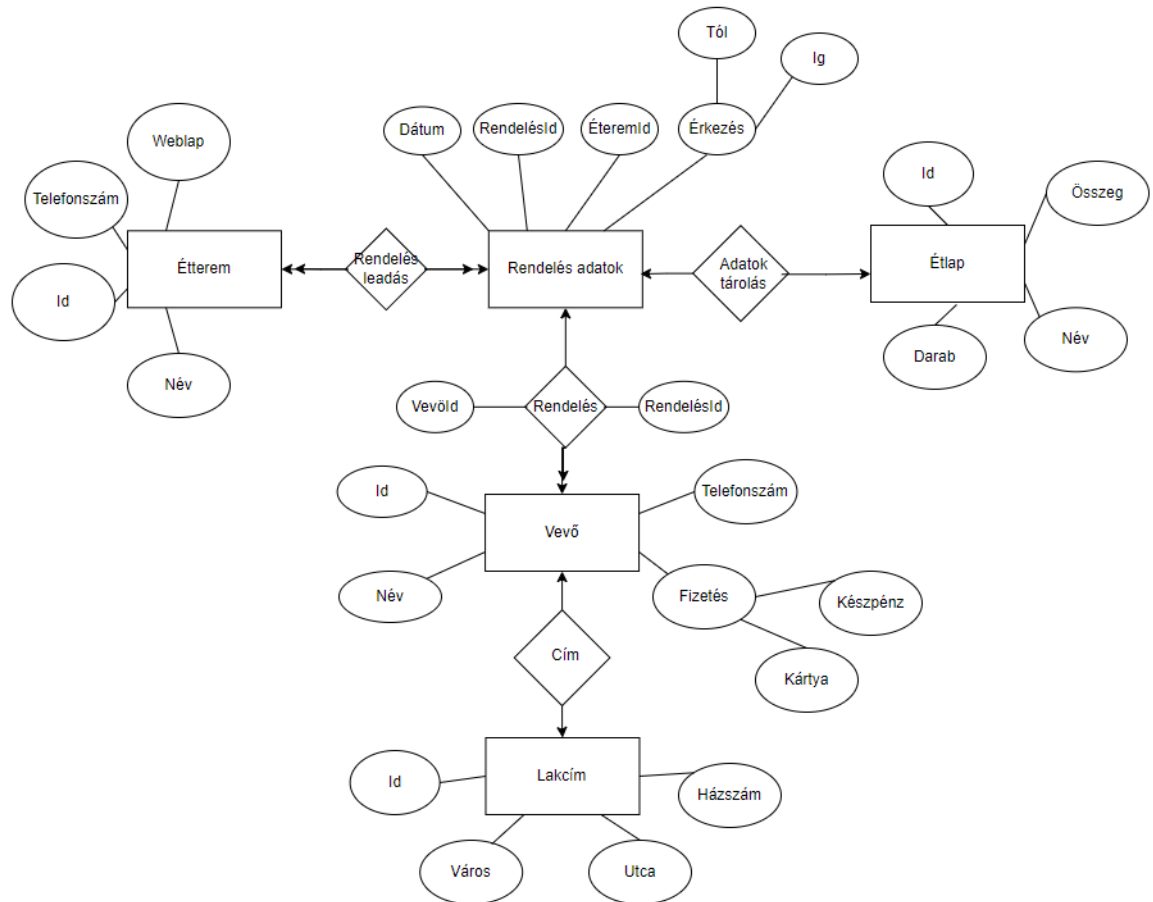 Tól
Ig
Dátum
RendelésId
ÉteremId
Érkezés
Weblap
Telefonszám
Id
Összeg
Étterem
Rendelés
leadás
Rendelés adatok
Adatok
tárolás
Étlap
Id
Név
Darab
Név
VevöId
Rendelés
RendelésId
Id
Telefonszám
Vevő
Név
Fizetés
Készpénz
Cím
Kártya
Id
Lakcím
Házszám
Város
Utca